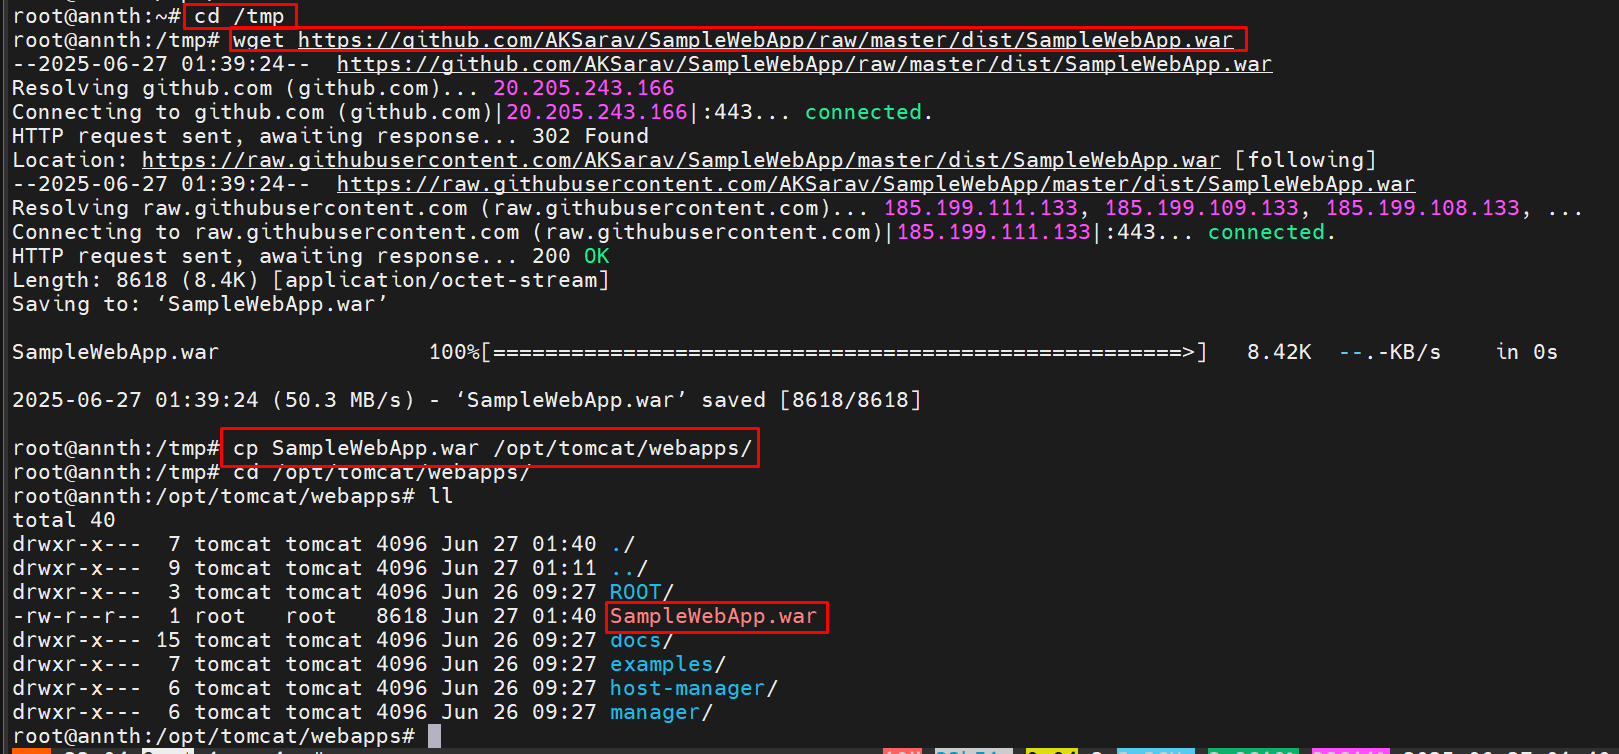 root@annth:~# cd /tmp
root@annth:/tmp# wget https://github.com/AKSarav/SampleWebApp/raw/master/dist/SampleWebApp.war
--2025-06-27 01:39:24--  https://github.com/AKSarav/SampleWebApp/raw/master/dist/SampleWebApp.war
Resolving github.com (github.com)... 20.205.243.166
Connecting to github.com (github.com)|20.205.243.166|:443... connected.
HTTP request sent, awaiting response... 302 Found
Location: https://raw.githubusercontent.com/AKSarav/SampleWebApp/master/dist/SampleWebApp.war [following]
--2025-06-27 01:39:24--  https://raw.githubusercontent.com/AKSarav/SampleWebApp/master/dist/SampleWebApp.war
Resolving raw.githubusercontent.com (raw.githubusercontent.com)... 185.199.111.133, 185.199.109.133, 185.199.108.133, ...
Connecting to raw.githubusercontent.com (raw.githubusercontent.com)|185.199.111.133|:443... connected.
HTTP request sent, awaiting response... 200 OK
Length: 8618 (8.4K) [application/octet-stream]
Saving to: ‘SampleWebApp.war’
SampleWebApp.war                100%[=====================================================>]   8.42K  --.-KB/s    in 0s
2025-06-27 01:39:24 (50.3 MB/s) - ‘SampleWebApp.war’ saved [8618/8618]
root@annth:/tmp# cp SampleWebApp.war /opt/tomcat/webapps/
root@annth:/tmp# cd /opt/tomcat/webapps/
root@annth:/opt/tomcat/webapps# ll
total 40
drwxr-x---  7 tomcat tomcat 4096 Jun 27 01:40 ./
drwxr-x---  9 tomcat tomcat 4096 Jun 27 01:11 ../
drwxr-x---  3 tomcat tomcat 4096 Jun 26 09:27 ROOT/
-rw-r--r--  1 root   root   8618 Jun 27 01:40 SampleWebApp.war
drwxr-x--- 15 tomcat tomcat 4096 Jun 26 09:27 docs/
drwxr-x---  7 tomcat tomcat 4096 Jun 26 09:27 examples/
drwxr-x---  6 tomcat tomcat 4096 Jun 26 09:27 host-manager/
drwxr-x---  6 tomcat tomcat 4096 Jun 26 09:27 manager/
root@annth:/opt/tomcat/webapps#